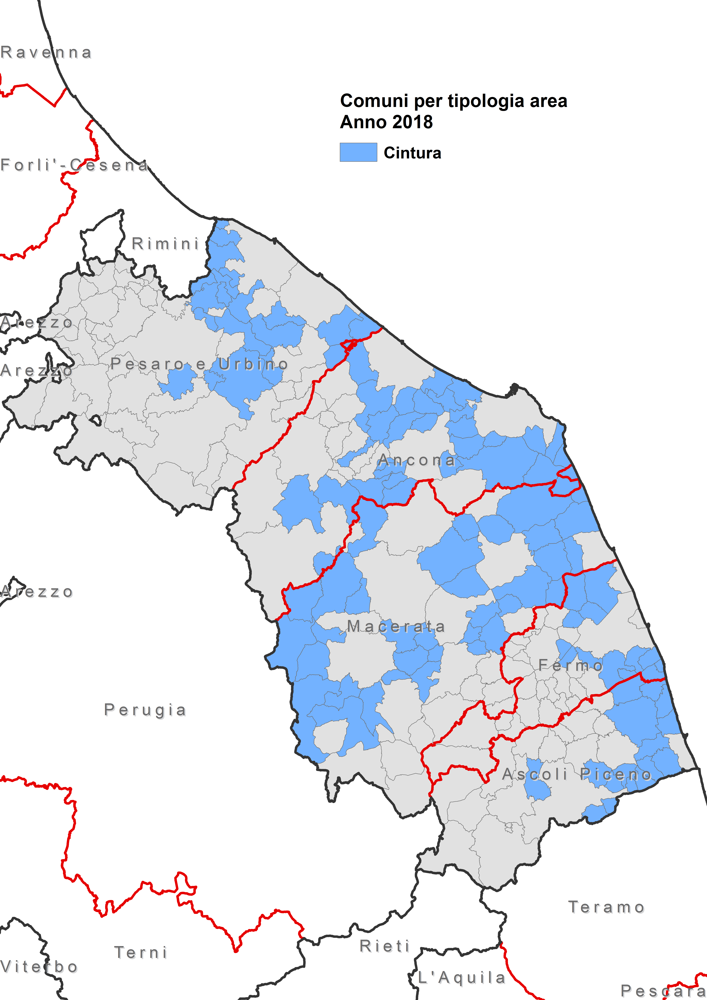 Ravenna
Comuni per tipologia area
Anno 2018
Cintura
Forli'-Cesena
Rimini
Arezzo
Pesaro e Urbino
Arezzo
Ancona
Arezzo
Macerata
Fermo
Perugia
Ascoli Piceno
Teramo
Rieti
Terni
Viterbo
L'Aquila
Pescara